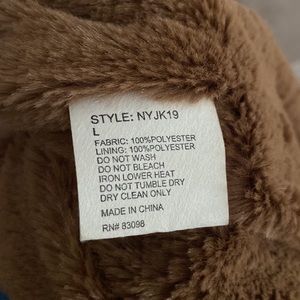 STYLE: NYJK19
L
FABRIC: 100%POLYESTER
LINING: 100%POLYESTER
DO NOT WASH
DO NOT BLEACH
IRON LOWER HEAT
DO NOT TUMBLE DRY
DRY CLEAN ONLY
MADE IN CHINA
RN# 83098